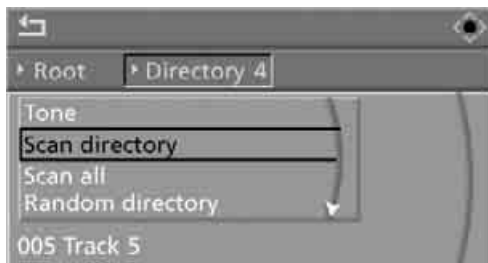 Root Directory 4
Tone
Scan directory
Scan all
Random directory
005 Track 5